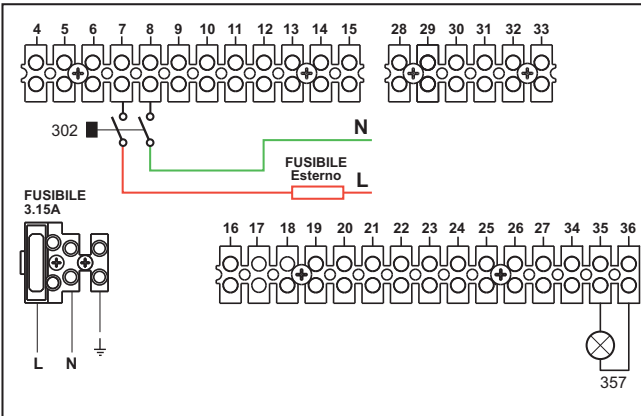 4 5 6 7 8 9 10 11 12 13 14 15 28 29 30 31 32 33
302
N
FUSIBILE
Esterno
L
FUSIBILE
3.15A
16 17 18 19 20 21 22 23 24 25 26 27 34 35 36
L N
357